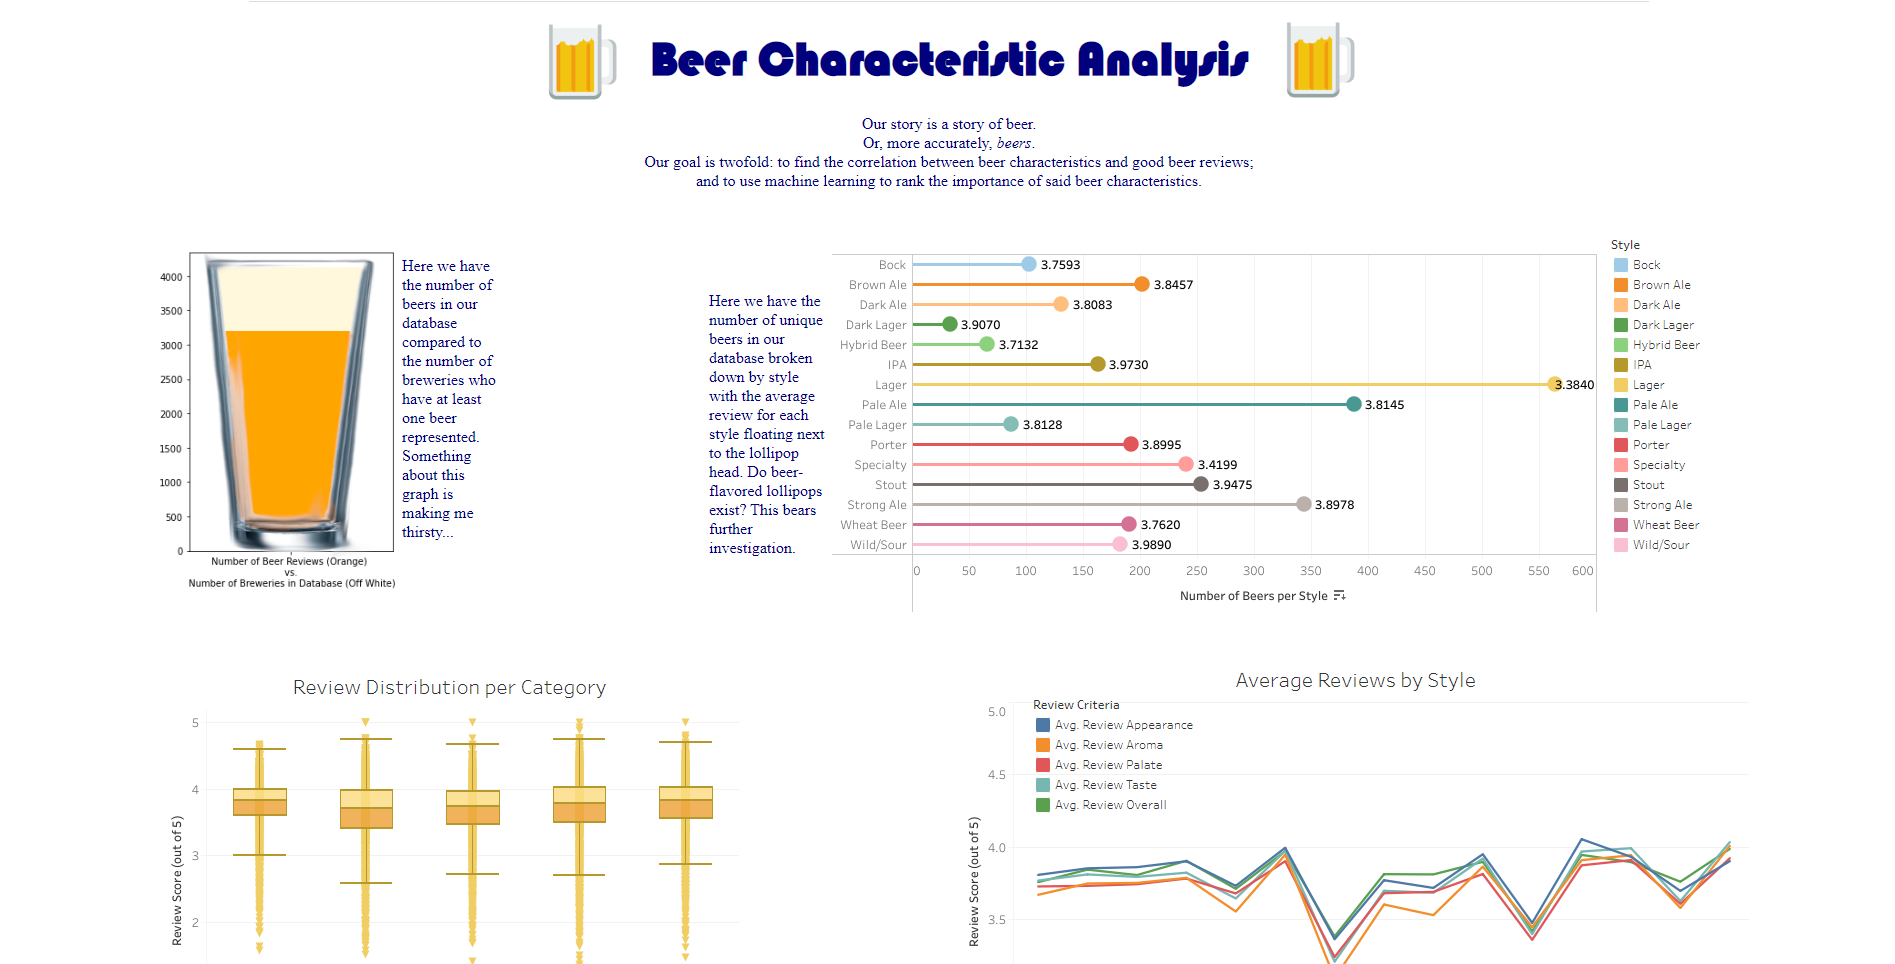 Beer Characteristic Analysis
Our story is a story of beer.
Or, more accurately, beers.
Our goal is twofold: to find the correlation between beer characteristics and good beer reviews;
and to use machine learning to rank the importance of said beer characteristics.
4000
3500
3000
2500
2000
1500
1000
500
0
Number of Beer Reviews (Orange)
vs.
Number of Breweries in Database (Off White)
Here we have
the number of
beers in our
database
compared to
the number of
breweries who
have at least
one beer
represented.
Something
about this
graph is
making me
thirsty...
Here we have the
number of unique
beers in our
database broken
down by style
with the average
review for each
style floating next
to the lollipop
head. Do beer-
flavored lollipops
exist? This bears
further
investigation.
Bock 3.7593
Brown Ale 3.8457
Dark Ale 3.8083
Dark Lager 3.9070
Hybrid Beer 3.7132
IPA 3.9730
Lager 3.3840
Pale Ale 3.8145
Pale Lager 3.8128
Porter 3.8995
Specialty 3.4199
Stout 3.9475
Strong Ale 3.8978
Wheat Beer 3.7620
Wild/Sour 3.9890
0 50 100 150 200 250 300 350 400 450 500 550 600
Number of Beers per Style
Style
Bock
Brown Ale
Dark Ale
Dark Lager
Hybrid Beer
IPA
Lager
Pale Ale
Pale Lager
Porter
Specialty
Stout
Strong Ale
Wheat Beer
Wild/Sour
Review Distribution per Category
5
4
3
2
Review Score (out of 5)
Average Reviews by Style
Review Criteria
Avg. Review Appearance
Avg. Review Aroma
Avg. Review Palate
Avg. Review Taste
Avg. Review Overall
5.0
4.5
4.0
3.5
Review Score (out of 5)